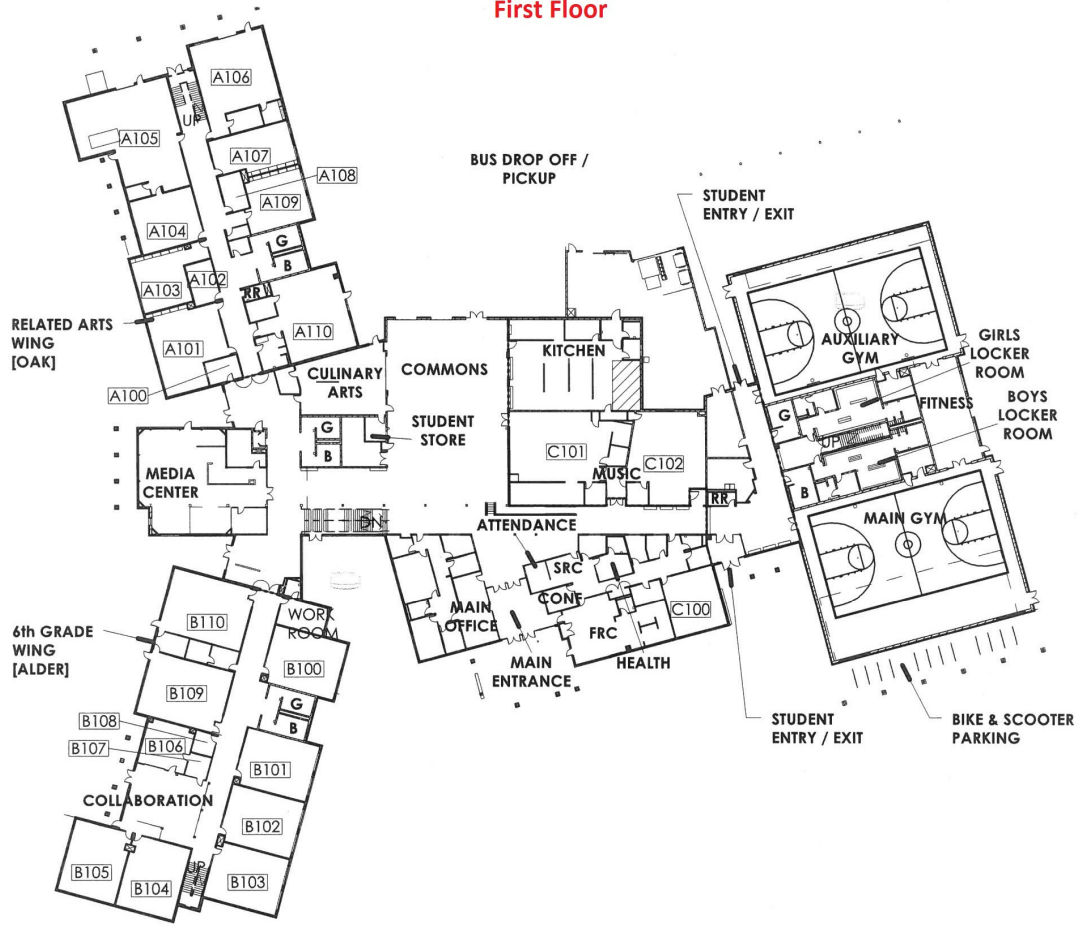 First Floor
A106
UP
A105
A107
BUS DROP OFF /
PICKUP
A108
STUDENT
ENTRY / EXIT
A109
A104
G
B
A102
A103
RR
RELATED ARTS
WING
[OAK]
A110
A101
A100
CULINARY
ARTS
COMMONS
KITCHEN
AUXILIARY
GYM
GIRLS
LOCKER
ROOM
FITNESS
BOYS
LOCKER
ROOM
G
UP
B
STUDENT
STORE
G
B
C101
MUSIC
C102
MEDIA
CENTER
RR
MAIN GYM
DN
ATTENDANCE
SRC
CONF
MAIN
OFFICE
C100
FRC
HEALTH
MAIN
ENTRANCE
WORK
ROOM
B110
6th GRADE
WING
[ALDER]
B100
B109
G
B
B108
B107
B106
B101
STUDENT
ENTRY / EXIT
BIKE & SCOOTER
PARKING
COLLABORATION
B102
B105
B104
UP
B103